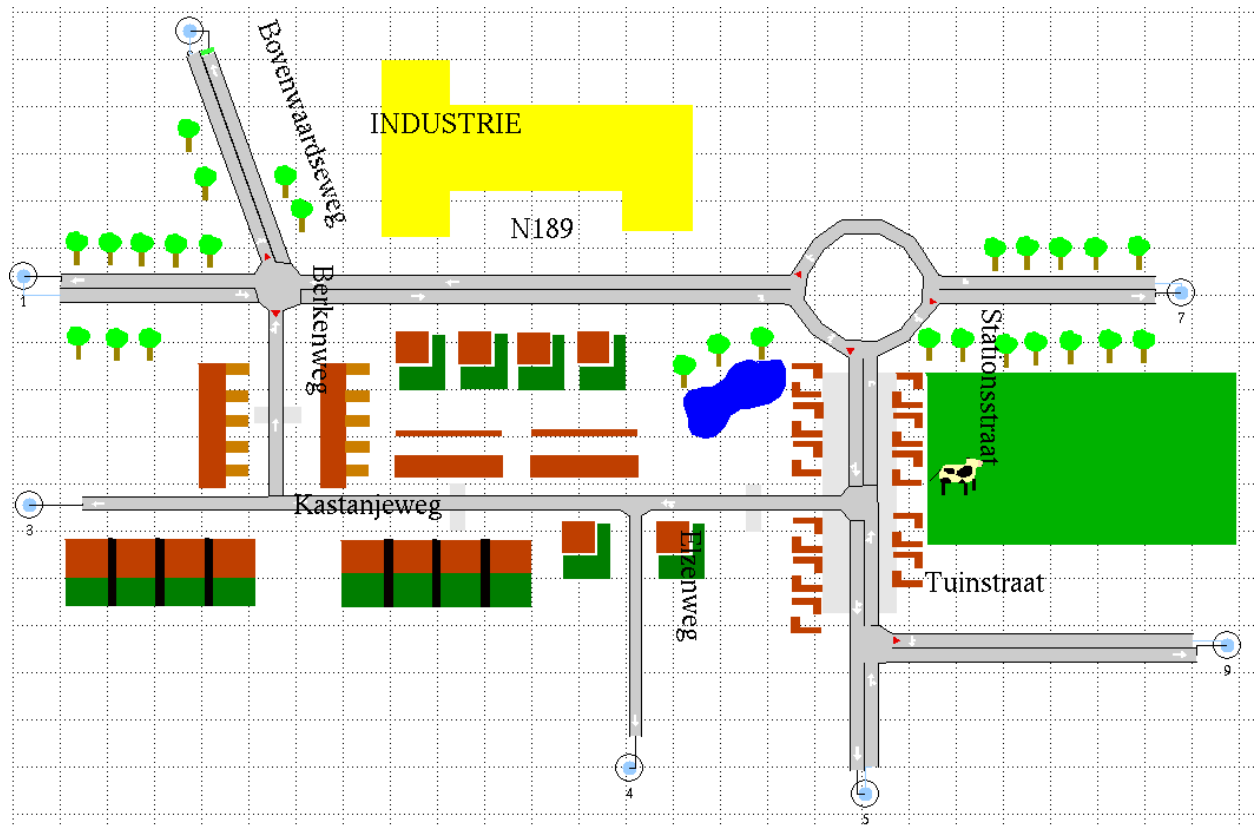 Bovenwaardseweg
INDUSTRIE
N189
Berkenweg
1
7
Stationsstraat
Kastanjeweg
3
Elzenweg
Tuinstraat
9
4
5